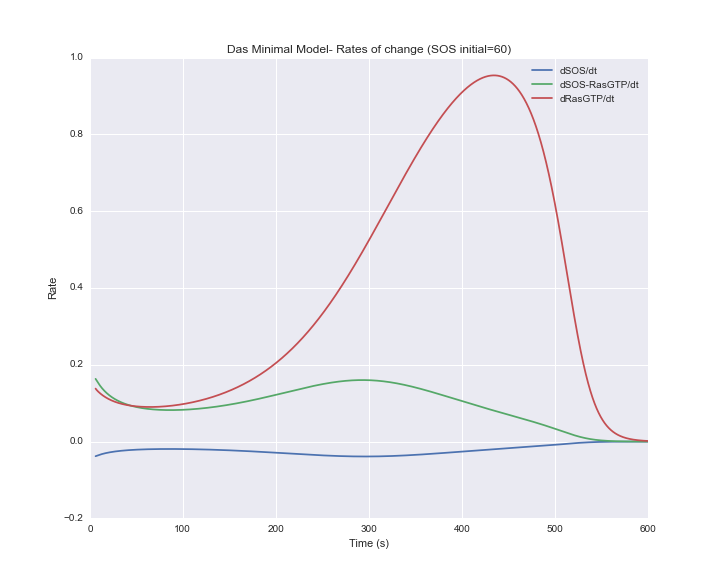 Das Minimal Model- Rates of change (SOS initial=60)
1.0
0.8
0.6
0.4
0.2
0.0
−0.2
Rate
dSOS/dt
dSOS-RasGTP/dt
dRasGTP/dt
0 100 200 300 400 500 600
Time (s)